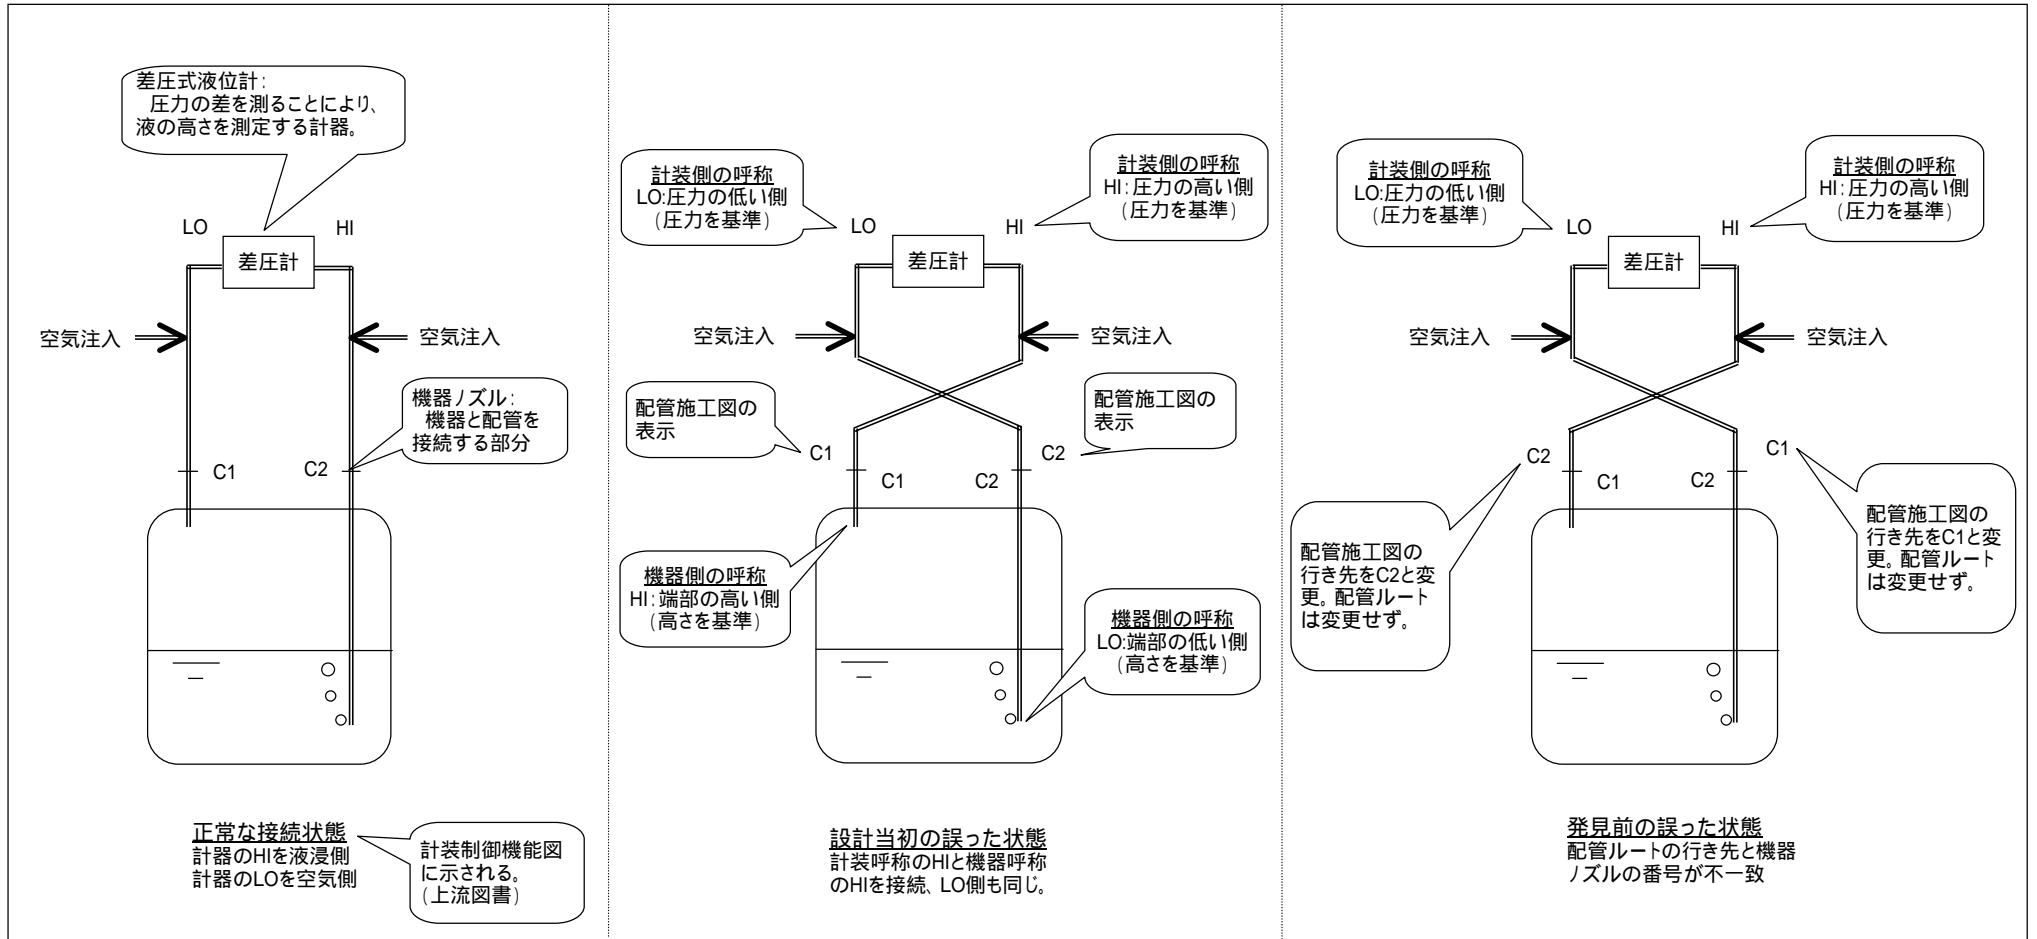 差圧式液位計:
圧力の差を測ることにより、
液の高さを測定する計器。
LO
HI
差圧計
空気注入
空気注入
機器ノズル:
機器と配管を
接続する部分
C1
C2
正常な接続状態
計器のHIを液浸側
計器のLOを空気側
計装制御機能図
に示される。
(上流図書)
計装側の呼称
LO:圧力の低い側
(圧力を基準)
計装側の呼称
HI:圧力の高い側
(圧力を基準)
LO
HI
差圧計
空気注入
空気注入
配管施工図の
表示
配管施工図の
表示
C1
C2
C1
C2
機器側の呼称
HI:端部の高い側
(高さを基準)
機器側の呼称
LO:端部の低い側
(高さを基準)
設計当初の誤った状態
計装呼称のHIと機器呼称
のHIを接続、LO側も同じ。
計装側の呼称
LO:圧力の低い側
(圧力を基準)
計装側の呼称
HI:圧力の高い側
(圧力を基準)
LO
HI
差圧計
空気注入
空気注入
C2
C1
C1
C2
配管施工図の
行き先をC2と変
更。配管ルート
は変更せず。
配管施工図の
行き先をC1と変
更。配管ルート
は変更せず。
発見前の誤った状態
配管ルートの行き先と機器
ノズルの番号が不一致